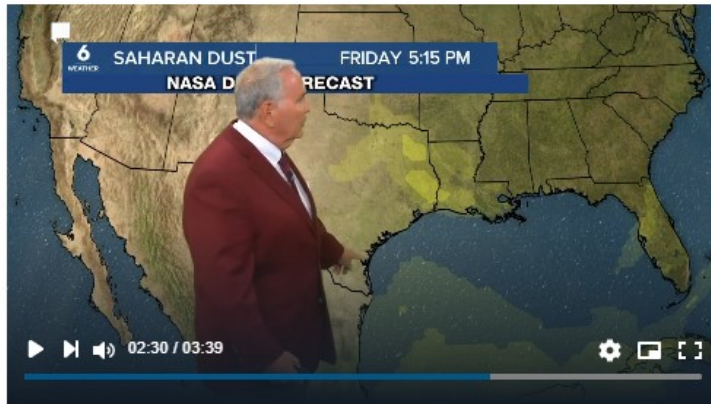 6 SAHARAN DUST FRIDAY 5:15 PM
WEATHER
NASA D RECAST
02:30 / 03:39